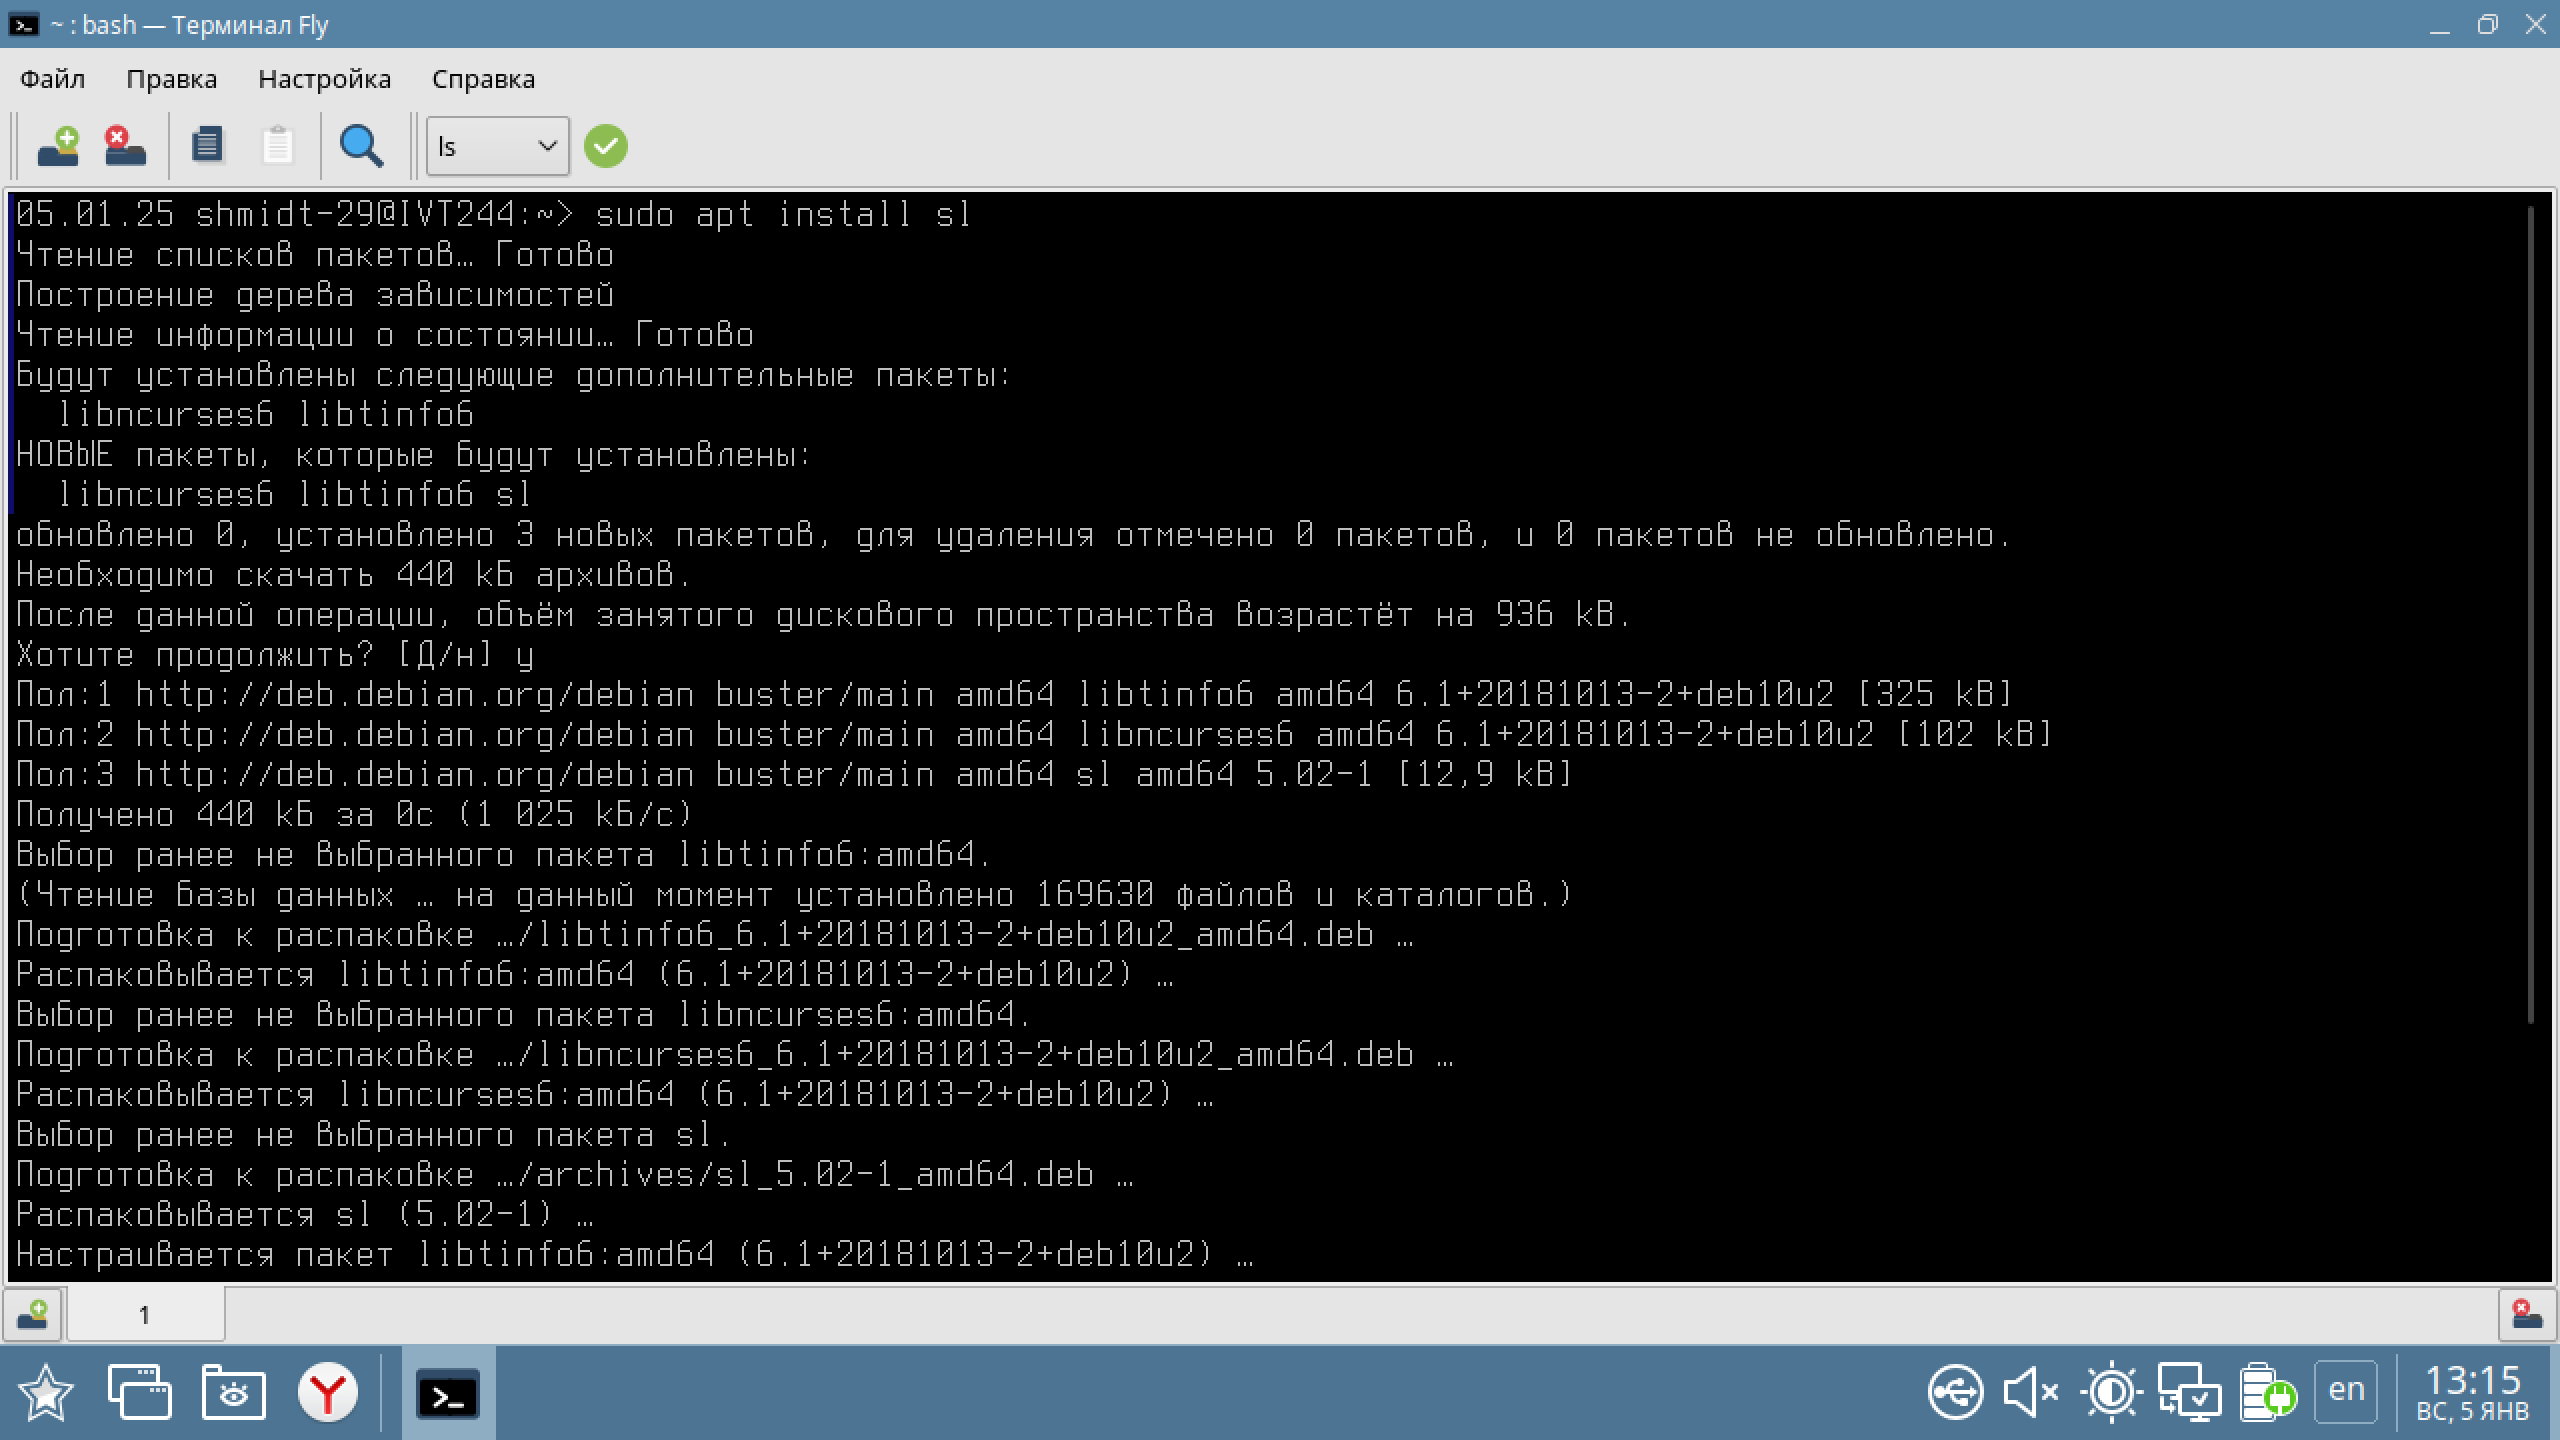 ~ : bash — Терминал Fly
Файл Правка Настройка Справка
ls
05.01.25 shmidt-29@IVT244:~> sudo apt install sl
Чтение списков пакетов… Готово
Построение дерева зависимостей
Чтение информации о состоянии… Готово
Будут установлены следующие дополнительные пакеты:
  libncurses6 libtinfo6
НОВЫЕ пакеты, которые будут установлены:
  libncurses6 libtinfo6 sl
обновлено 0, установлено 3 новых пакетов, для удаления отмечено 0 пакетов, и 0 пакетов не обновлено.
Необходимо скачать 440 kБ архивов.
После данной операции, объём занятого дискового пространства возрастёт на 936 kB.
Хотите продолжить? [Д/н] y
Пол:1 http://deb.debian.org/debian buster/main amd64 libtinfo6 amd64 6.1+20181013-2+deb10u2 [325 kB]
Пол:2 http://deb.debian.org/debian buster/main amd64 libncurses6 amd64 6.1+20181013-2+deb10u2 [102 kB]
Пол:3 http://deb.debian.org/debian buster/main amd64 sl amd64 5.02-1 [12,9 kB]
Получено 440 kБ за 0с (1 025 kБ/c)
Выбор ранее не выбранного пакета libtinfo6:amd64.
(Чтение базы данных … на данный момент установлено 169630 файлов и каталогов.)
Подготовка к распаковке …/libtinfo6_6.1+20181013-2+deb10u2_amd64.deb …
Распаковывается libtinfo6:amd64 (6.1+20181013-2+deb10u2) …
Выбор ранее не выбранного пакета libncurses6:amd64.
Подготовка к распаковке …/libncurses6_6.1+20181013-2+deb10u2_amd64.deb …
Распаковывается libncurses6:amd64 (6.1+20181013-2+deb10u2) …
Выбор ранее не выбранного пакета sl.
Подготовка к распаковке …/archives/sl_5.02-1_amd64.deb …
Распаковывается sl (5.02-1) …
Настраивается пакет libtinfo6:amd64 (6.1+20181013-2+deb10u2) …
1
en
13:15
ВС, 5 ЯНВ